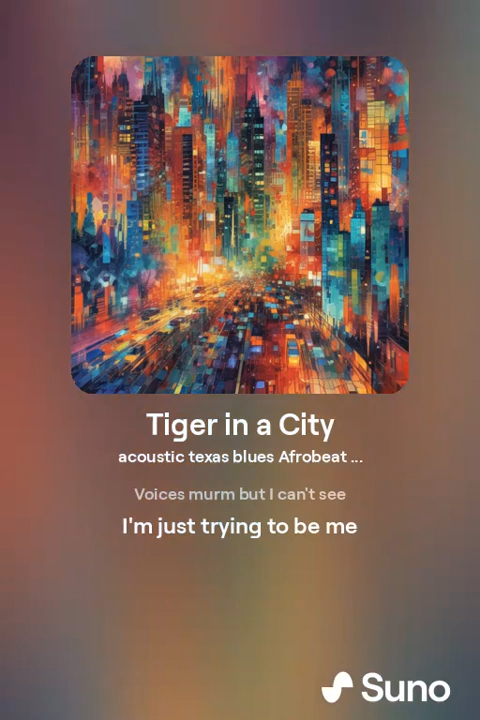 Tiger in a City
acoustic texas blues Afrobeat ...
Voices murm but I can't see
I'm just trying to be me
Suno